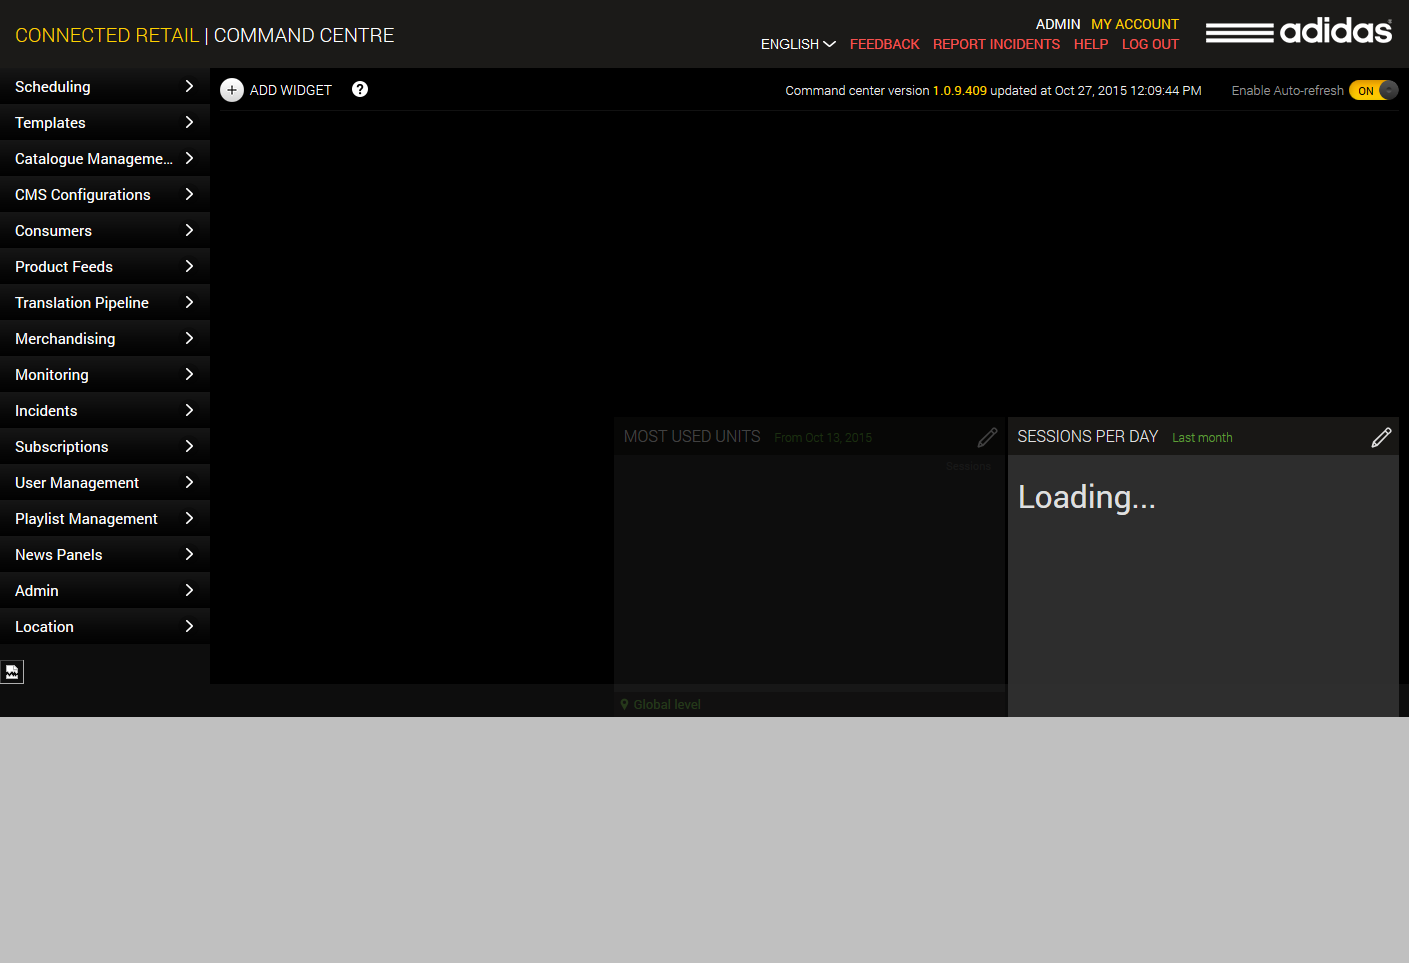 CONNECTED RETAIL | COMMAND CENTRE
ADMIN MY ACCOUNT
ENGLISH FEEDBACK REPORT INCIDENTS HELP LOG OUT
adidas
ADD WIDGET ?
Command center version 1.0.9.409 updated at Oct 27, 2015 12:09:44 PM
Enable Auto-refresh ON
Scheduling
Templates
Catalogue Manageme...
CMS Configurations
Consumers
Product Feeds
Translation Pipeline
Merchandising
Monitoring
Incidents
Subscriptions
User Management
Playlist Management
News Panels
Admin
Location
MOST USED UNITS From Oct 13, 2015
Sessions
Global level
SESSIONS PER DAY Last month
Loading...